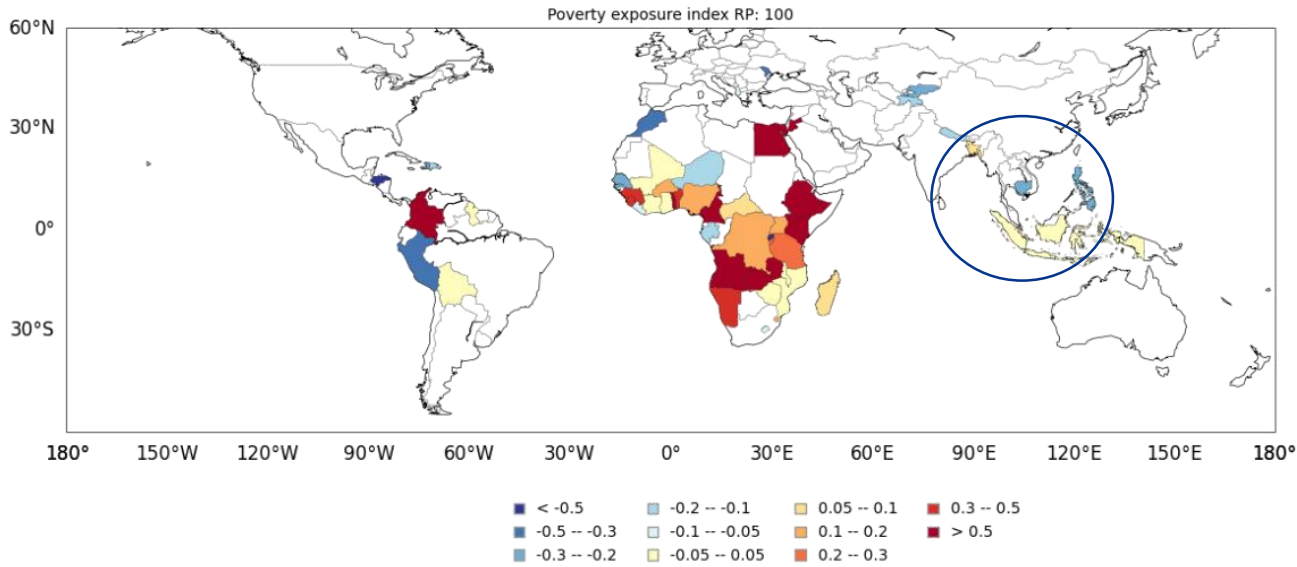 Poverty exposure index RP: 100
60°N
30°N
0°
30°S
180° 150°W 120°W 90°W 60°W 30°W 0° 30°E 60°E 90°E 120°E 150°E 180°
< -0.5 -0.2 -- -0.1 0.05 -- 0.1 0.3 -- 0.5
-0.5 -- -0.3 -0.1 -- -0.05 0.1 -- 0.2 > 0.5
-0.3 -- -0.2 -0.05 -- 0.05 0.2 -- 0.3